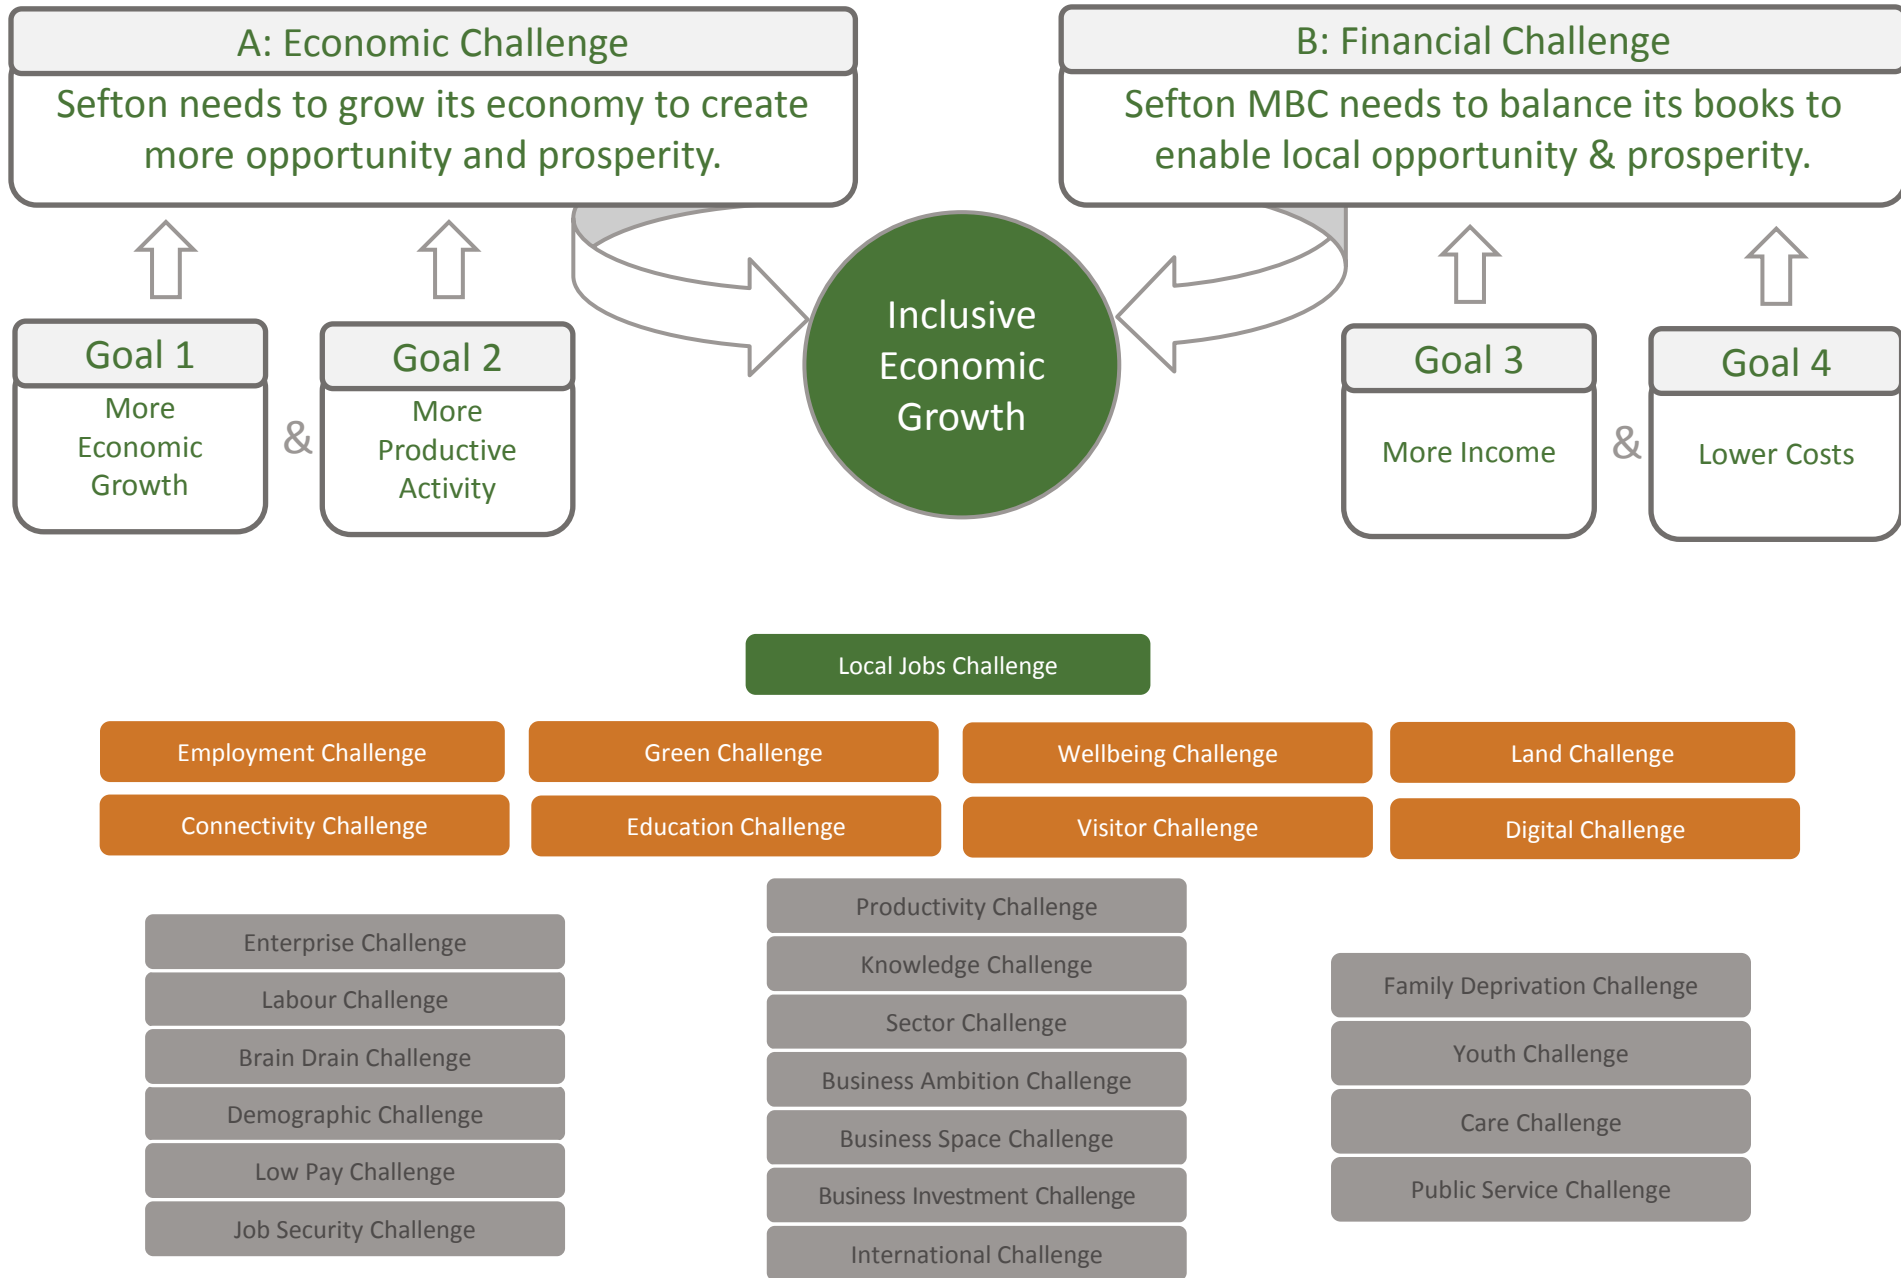 A: Economic Challenge
Sefton needs to grow its economy to create
more opportunity and prosperity.
B: Financial Challenge
Sefton MBC needs to balance its books to
enable local opportunity & prosperity.
Goal 1
More
Economic
Growth
&
Goal 2
More
Productive
Activity
Inclusive
Economic
Growth
Goal 3
More Income
&
Goal 4
Lower Costs
Local Jobs Challenge
Employment Challenge
Green Challenge
Wellbeing Challenge
Land Challenge
Connectivity Challenge
Education Challenge
Visitor Challenge
Digital Challenge
Enterprise Challenge
Labour Challenge
Brain Drain Challenge
Demographic Challenge
Low Pay Challenge
Job Security Challenge
Productivity Challenge
Knowledge Challenge
Sector Challenge
Business Ambition Challenge
Business Space Challenge
Business Investment Challenge
International Challenge
Family Deprivation Challenge
Youth Challenge
Care Challenge
Public Service Challenge